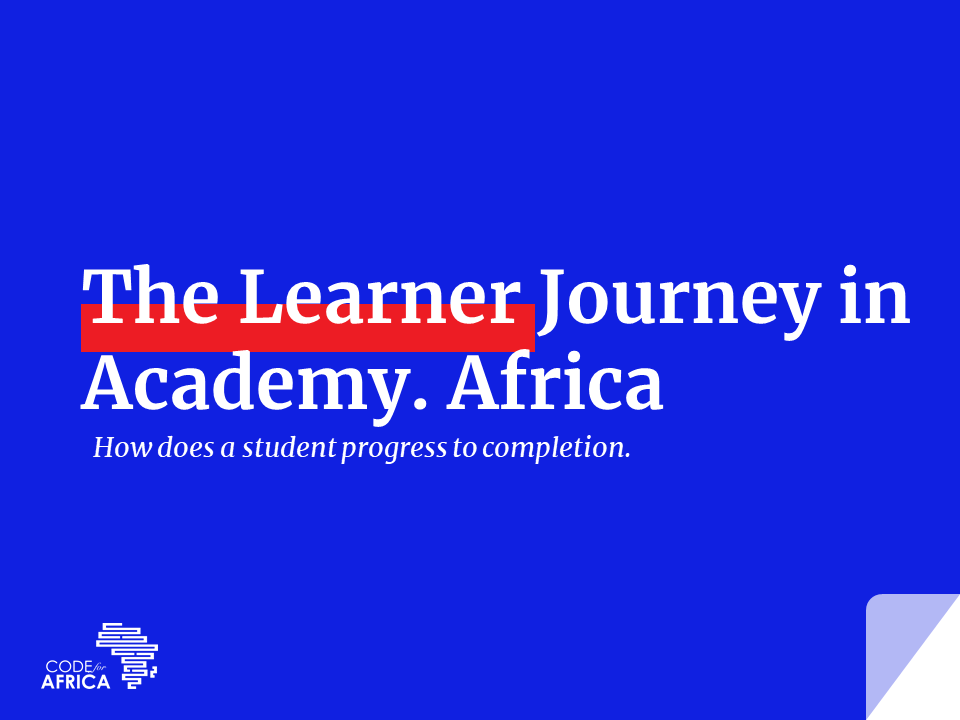 The Learner Journey in
Academy. Africa
How does a student progress to completion.
CODE for
AFRICA